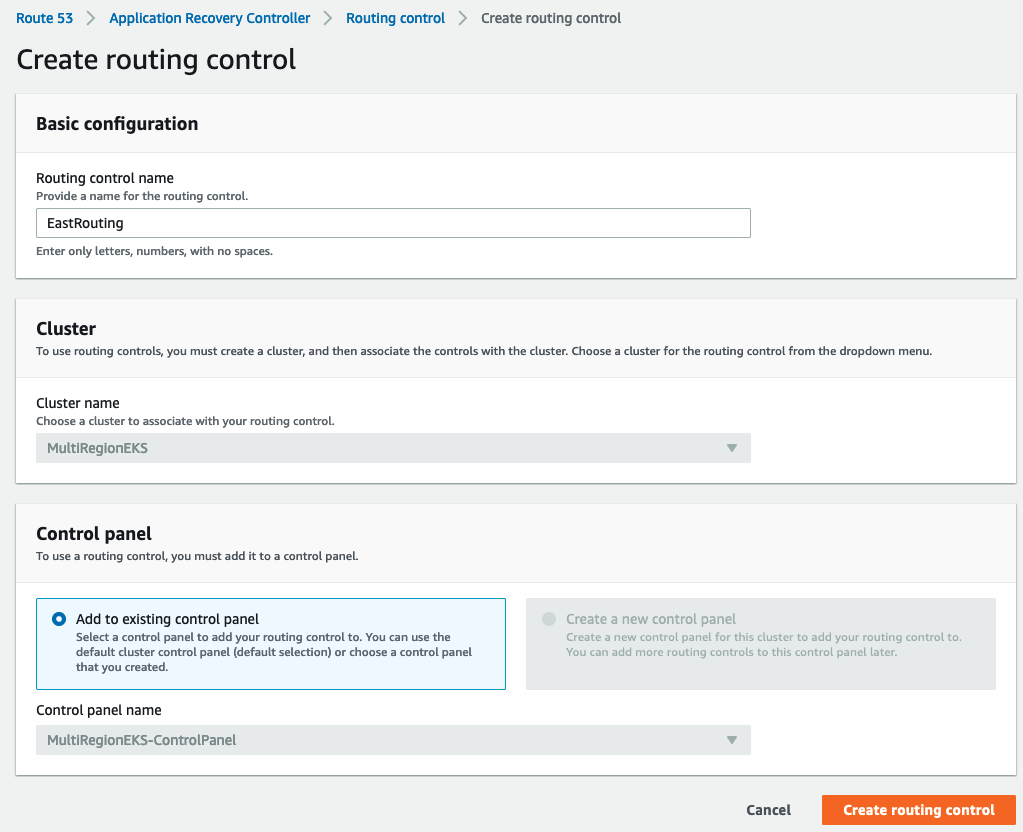 Route 53 > Application Recovery Controller > Routing control > Create routing control
Create routing control
Basic configuration
Routing control name
Provide a name for the routing control.
EastRouting
Enter only letters, numbers, with no spaces.
Cluster
To use routing controls, you must create a cluster, and then associate the controls with the cluster. Choose a cluster for the routing control from the dropdown menu.
Cluster name
Choose a cluster to associate with your routing control.
MultiRegionEKS
Control panel
To use a routing control, you must add it to a control panel.
Add to existing control panel
Select a control panel to add your routing control to. You can use the
default cluster control panel (default selection) or choose a control panel
that you created.
Create a new control panel
Create a new control panel for this cluster to add your routing control to.
You can add more routing controls to this control panel later.
Control panel name
MultiRegionEKS-ControlPanel
Cancel
Create routing control